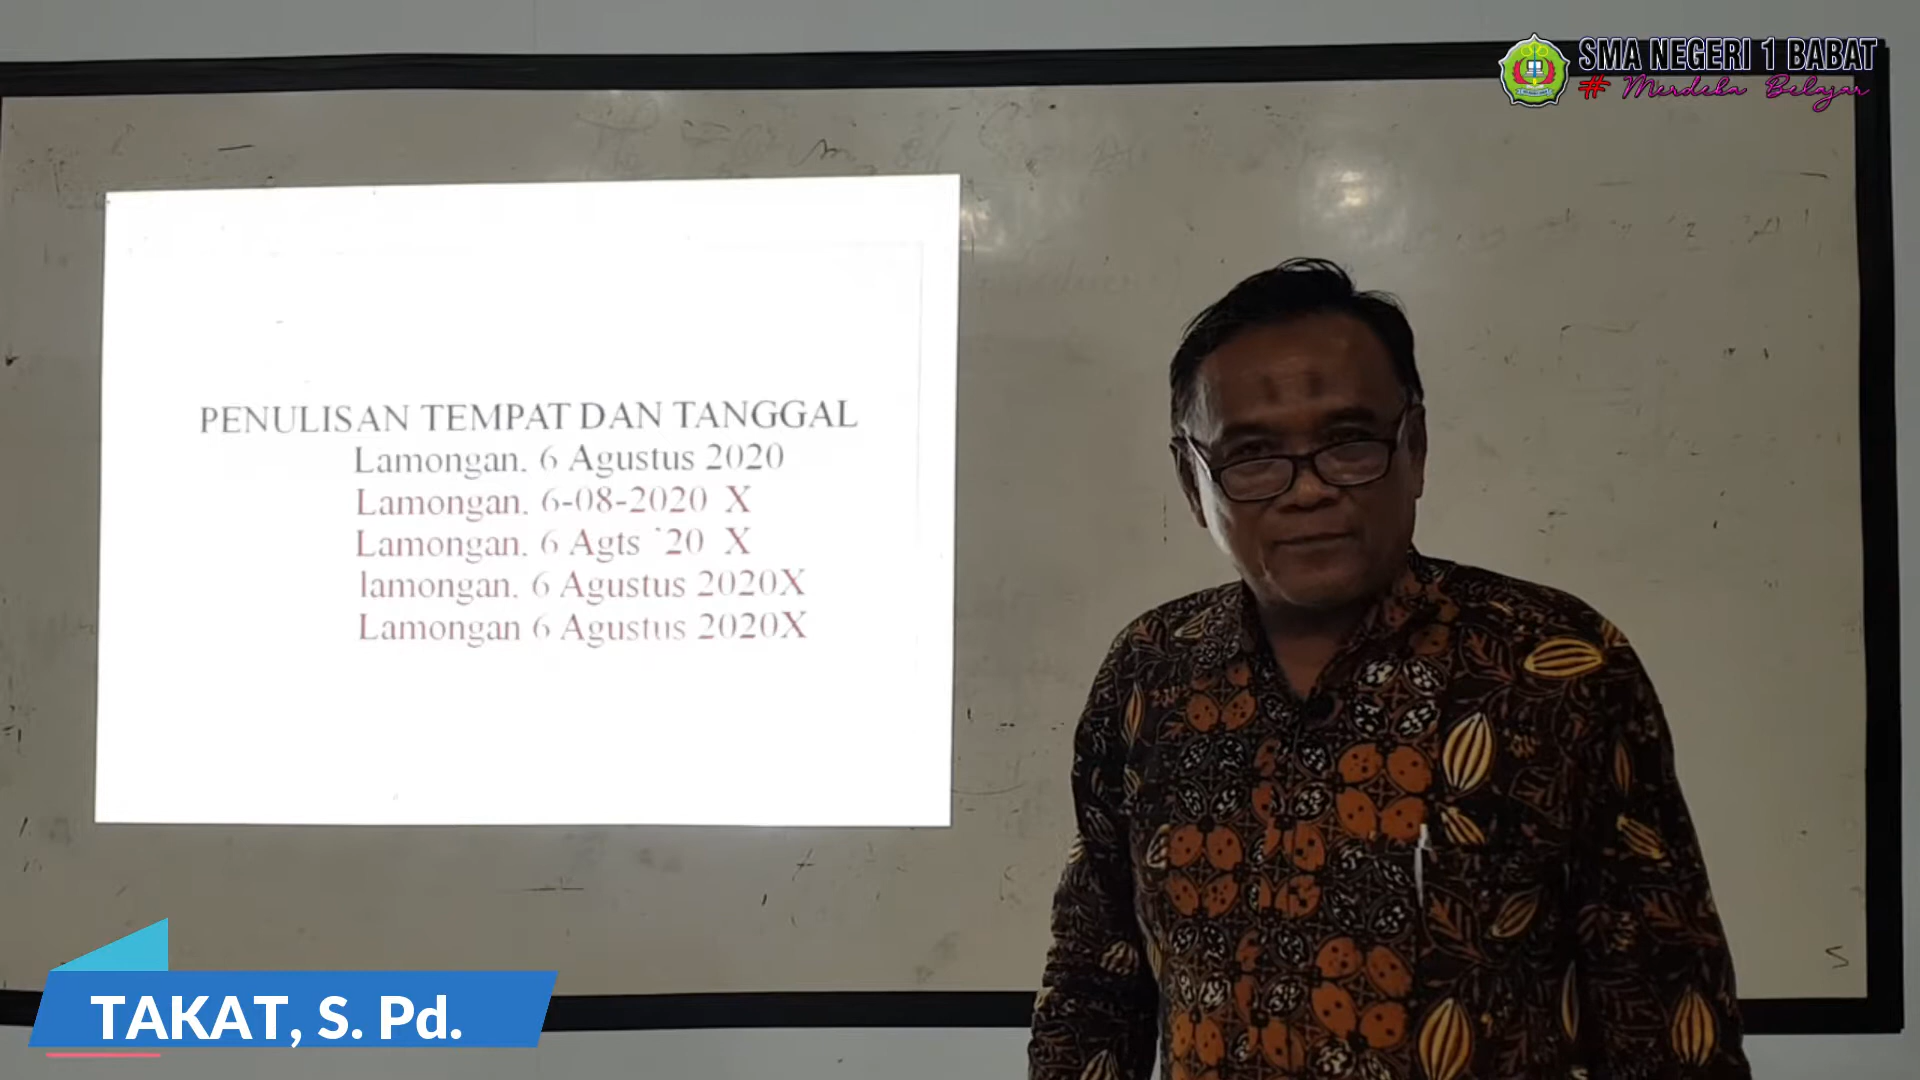 SMA NEGERI 1 BABAT
# Merdeka Belajar
PENULISAN TEMPAT DAN TANGGAL
Lamongan, 6 Agustus 2020
Lamongan, 6-08-2020 X
Lamongan, 6 Agts `20 X
lamongan, 6 Agustus 2020X
Lamongan 6 Agustus 2020X
TAKAT, S. Pd.